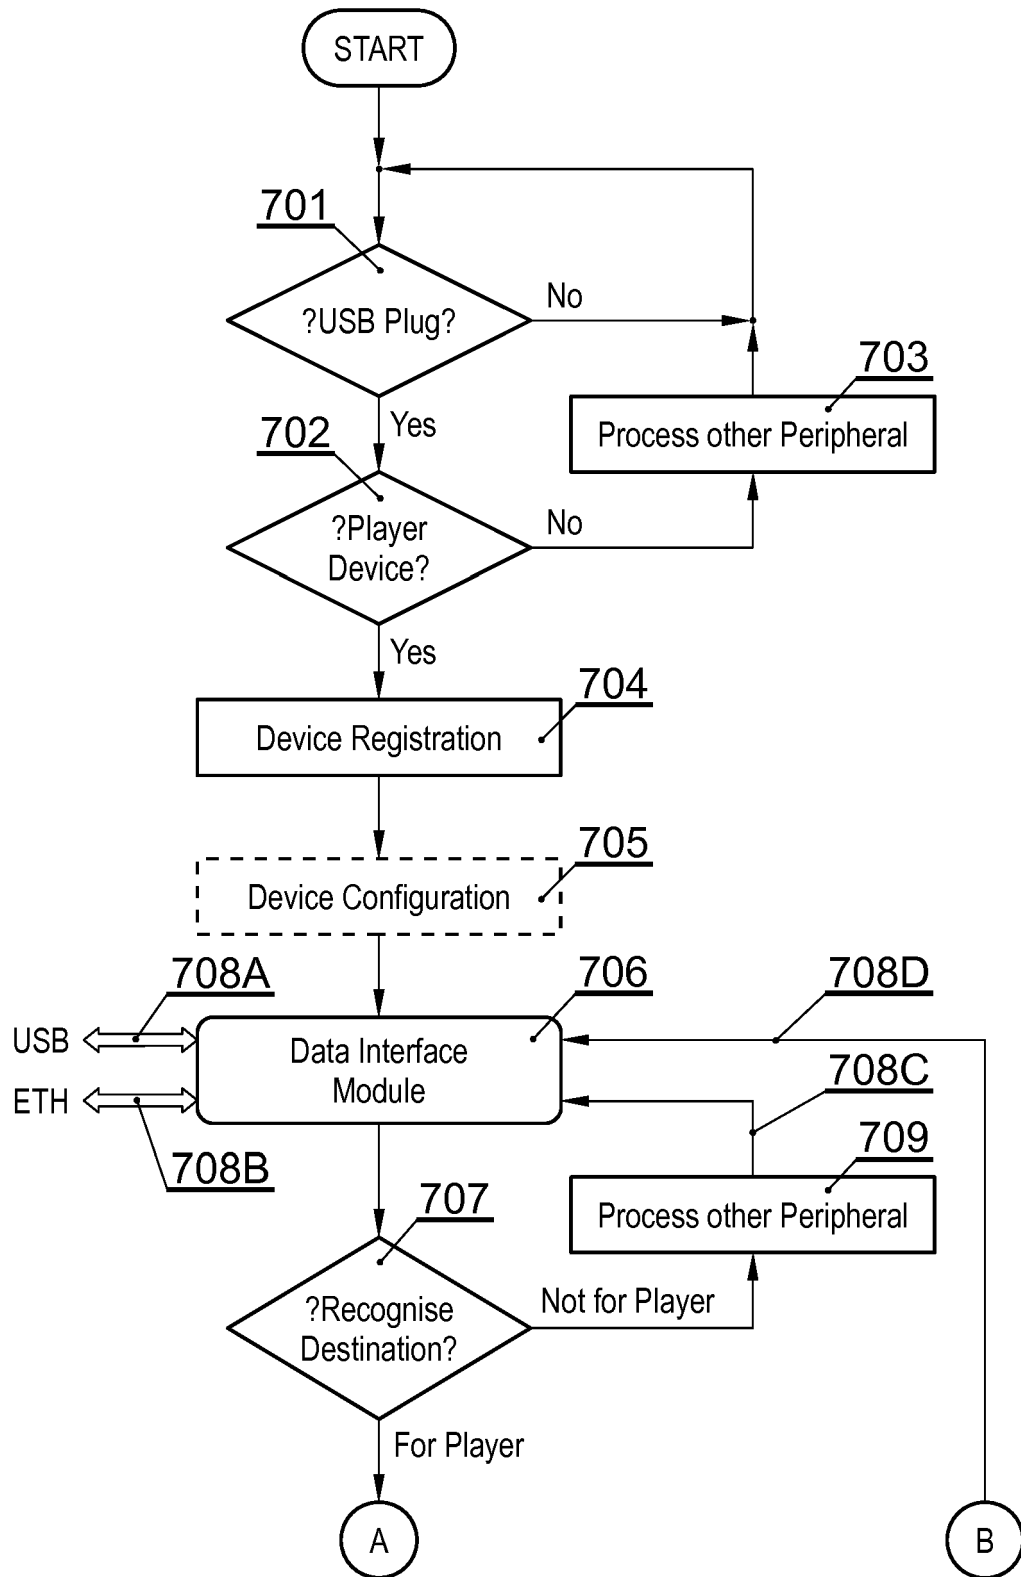 START
701
?USB Plug?
No
703
Process other Peripheral
Yes
702
?Player
Device?
No
Yes
704
Device Registration
705
Device Configuration
708A
706
708D
USB
Data Interface
Module
ETH
708C
708B
709
707
Process other Peripheral
?Recognise
Destination?
Not for Player
For Player
A
B